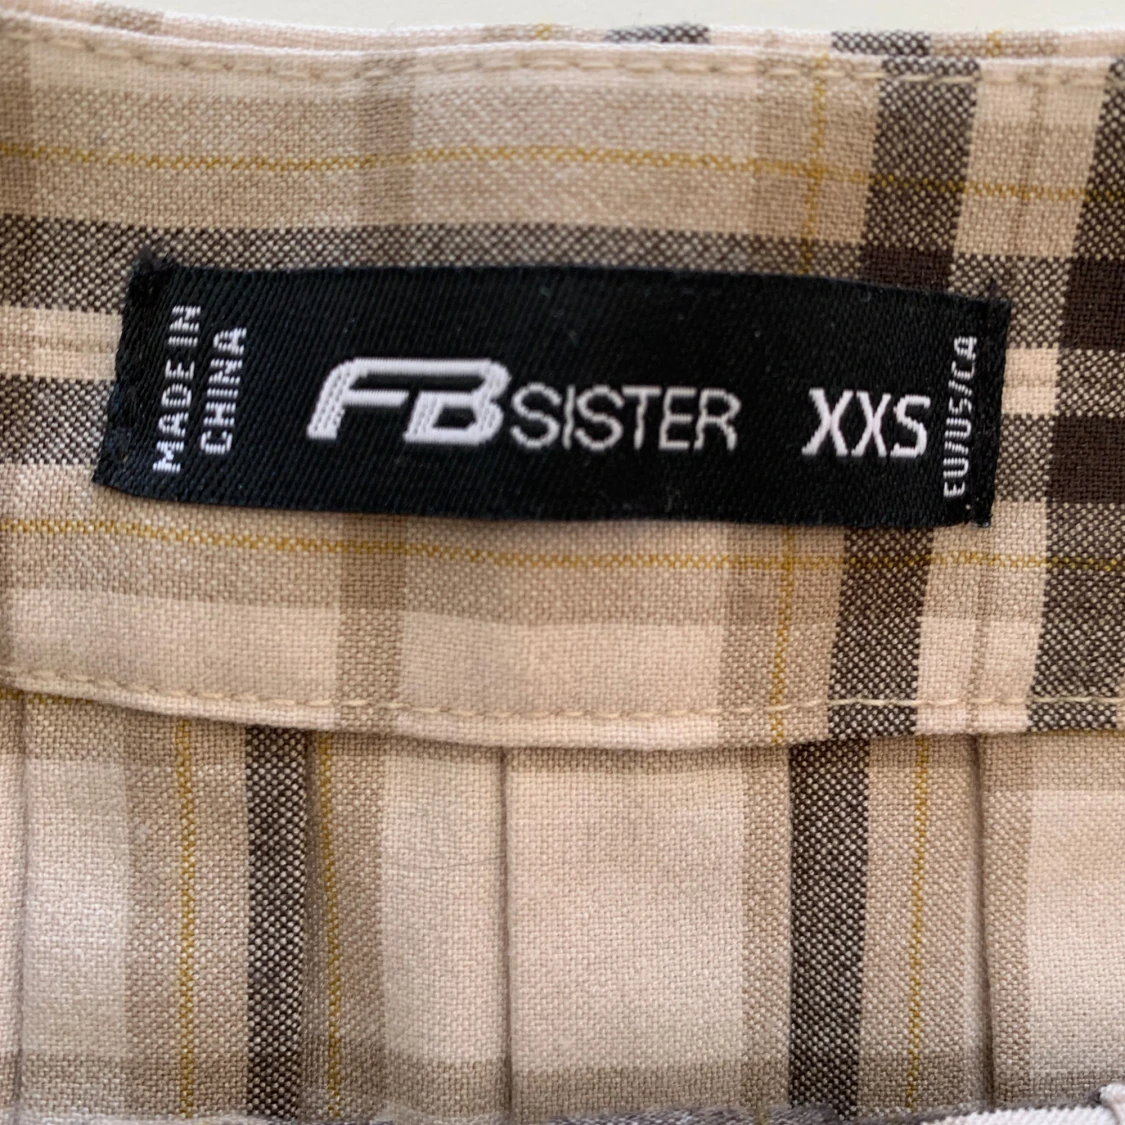 MADE IN
CHINA
FB SISTER
XXS
EU/US/CA